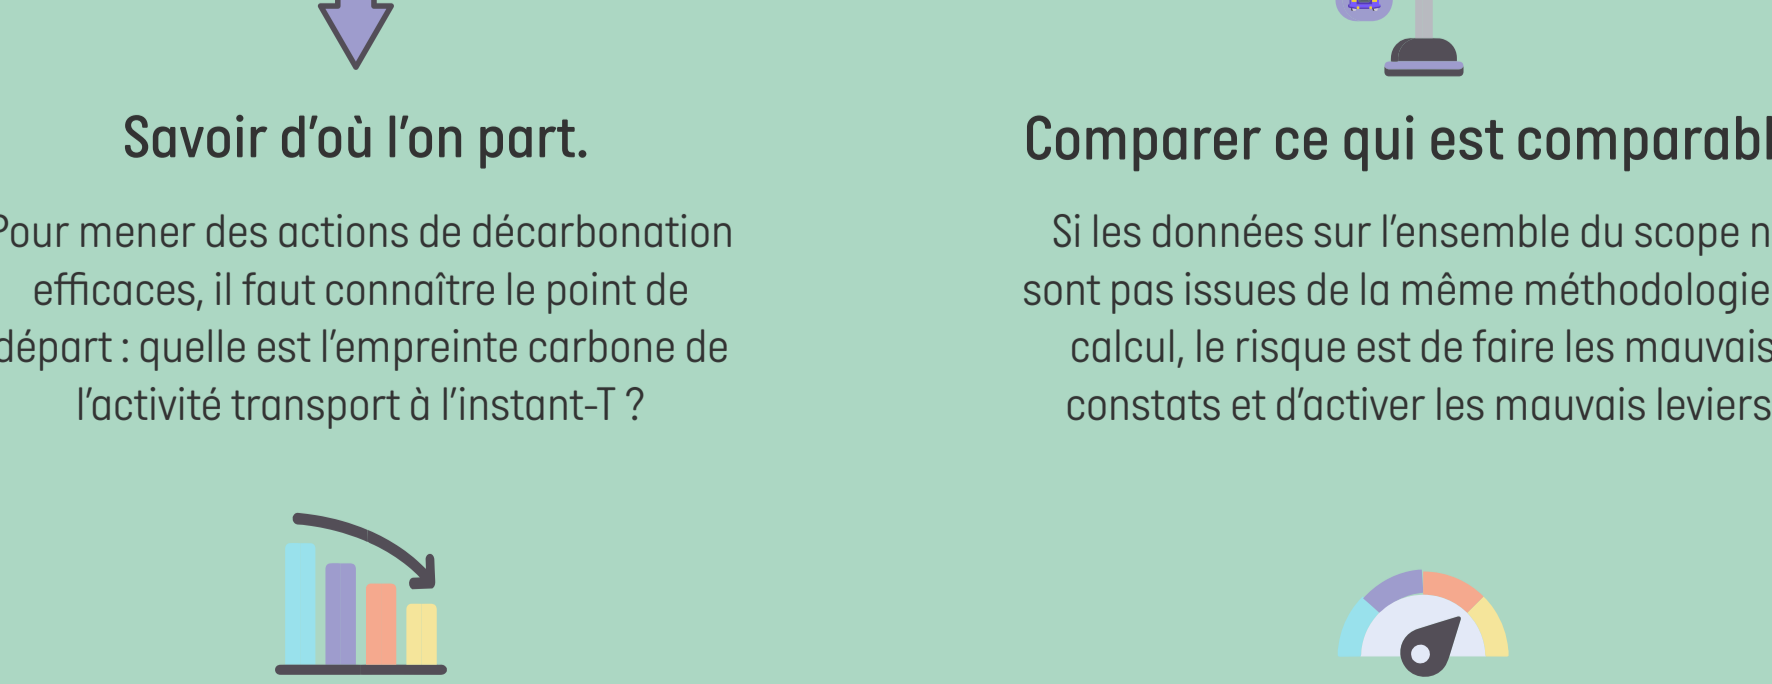 Savoir d’où l’on part.
Pour mener des actions de décarbonation
efficaces, il faut connaître le point de
départ : quelle est l’empreinte carbone de
l’activité transport à l’instant-T ?
Comparer ce qui est comparabl
Si les données sur l’ensemble du scope n
sont pas issues de la même méthodologie
calcul, le risque est de faire les mauvais
constats et d’activer les mauvais leviers